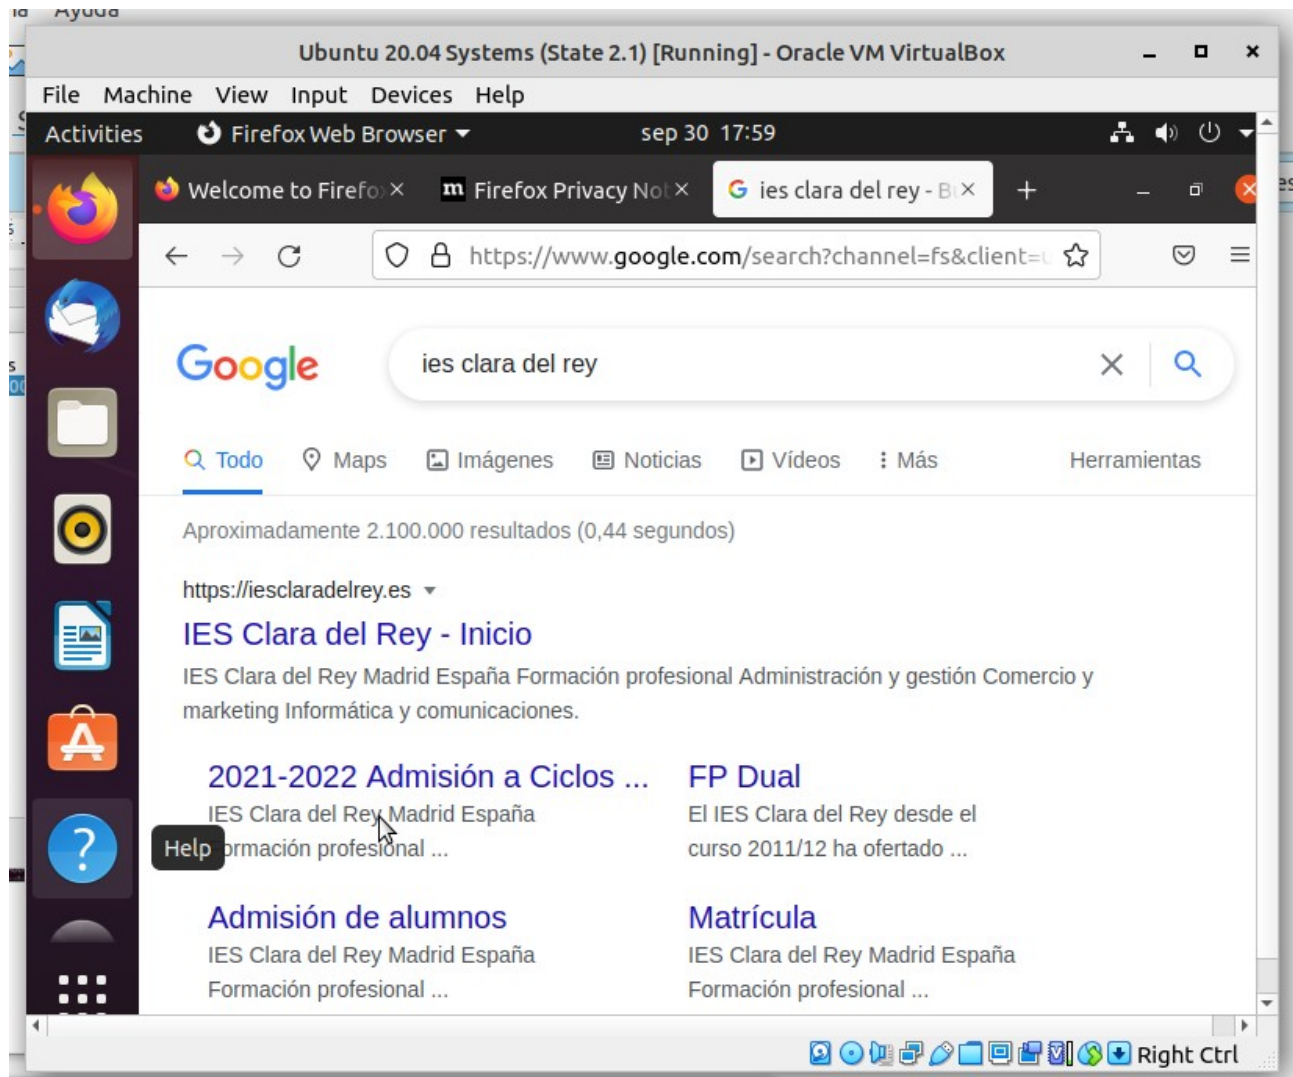 Ayuda
Ubuntu 20.04 Systems (State 2.1) [Running] - Oracle VM VirtualBox
File Machine View Input Devices Help
Activities Firefox Web Browser sep 30 17:59
Welcome to Firefo m Firefox Privacy Not G ies clara del rey - Bu
https://www.google.com/search?channel=fs&client=u
Google ies clara del rey
Todo Maps Imágenes Noticias Vídeos Más Herramientas
Aproximadamente 2.100.000 resultados (0,44 segundos)
https://iesclaradelrey.es
IES Clara del Rey - Inicio
IES Clara del Rey Madrid España Formación profesional Administración y gestión Comercio y
marketing Informática y comunicaciones.
2021-2022 Admisión a Ciclos ...
IES Clara del Rey Madrid España
Formación profesional ...
FP Dual
El IES Clara del Rey desde el
curso 2011/12 ha ofertado ...
Help
Admisión de alumnos
IES Clara del Rey Madrid España
Formación profesional ...
Matrícula
IES Clara del Rey Madrid España
Formación profesional ...
Right Ctrl